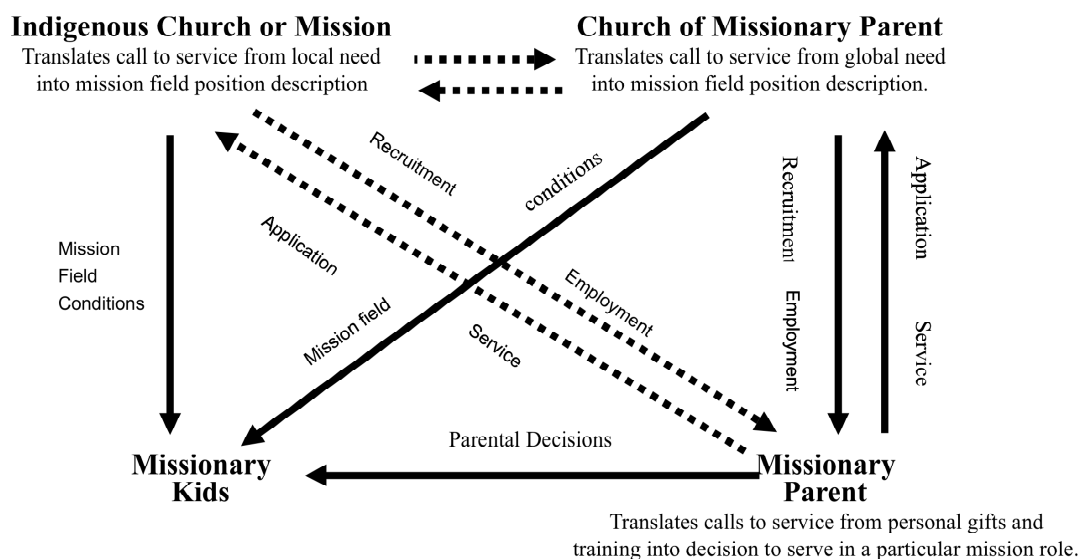 Indigenous Church or Mission
Translates call to service from local need
into mission field position description
Church of Missionary Parent
Translates call to service from global need
into mission field position description.
Recruitment
Employment
Application
Service
conditions
Mission field
Recruitment
Employment
Application
Service
Mission
Field
Conditions
Parental Decisions
Missionary
Kids
Missionary
Parent
Translates calls to service from personal gifts and
training into decision to serve in a particular mission role.